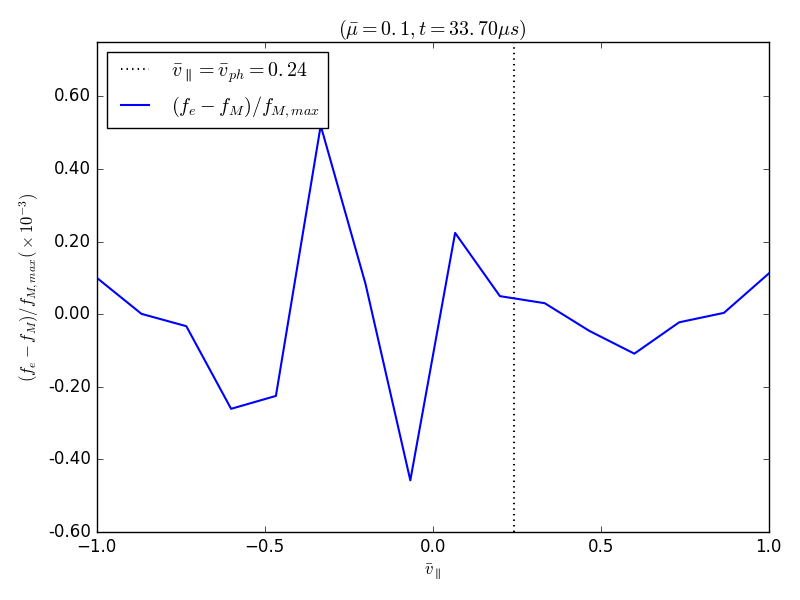 (μ̄ = 0.1, t = 33.70μs)
v̄∥ = v̄ph = 0.24
(fe − fM)/fM,max
0.60
0.40
0.20
0.00
-0.20
-0.40
-0.60
(fe − fM)/fM,max(×10⁻³)
−1.0 −0.5 0.0 0.5 1.0
v̄∥